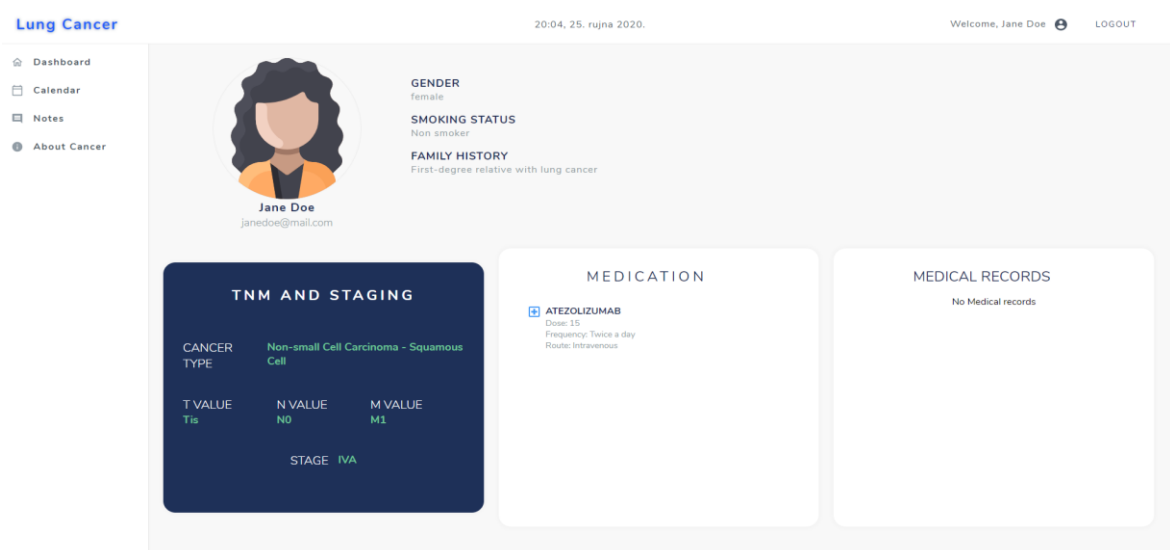 Lung Cancer
20:04, 25. rujna 2020.
Welcome, Jane Doe
LOGOUT
Dashboard
Calendar
Notes
About Cancer
Jane Doe
janedoe@mail.com
GENDER
female
SMOKING STATUS
Non smoker
FAMILY HISTORY
First-degree relative with lung cancer
TNM AND STAGING
CANCER TYPE
Non-small Cell Carcinoma - Squamous
Cell
T VALUE
Tis
N VALUE
N0
M VALUE
M1
STAGE IVA
MEDICATION
ATEZOLIZUMAB
Dose: 15
Frequency: Twice a day
Route: Intravenous
MEDICAL RECORDS
No Medical records